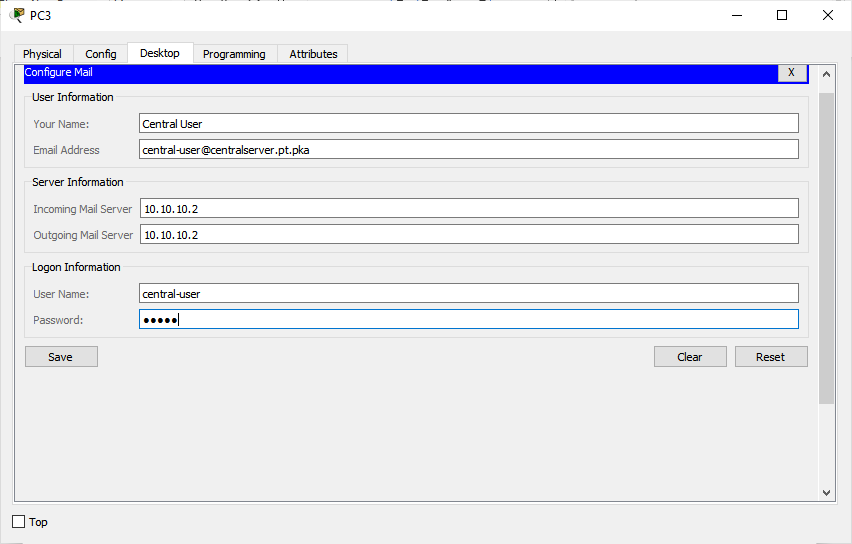 PC3
Physical Config Desktop Programming Attributes
Configure Mail X
User Information
Your Name: Central User
Email Address central-user@centralserver.pt.pka
Server Information
Incoming Mail Server 10.10.10.2
Outgoing Mail Server 10.10.10.2
Logon Information
User Name: central-user
Password: •••••
Save Clear Reset
Top